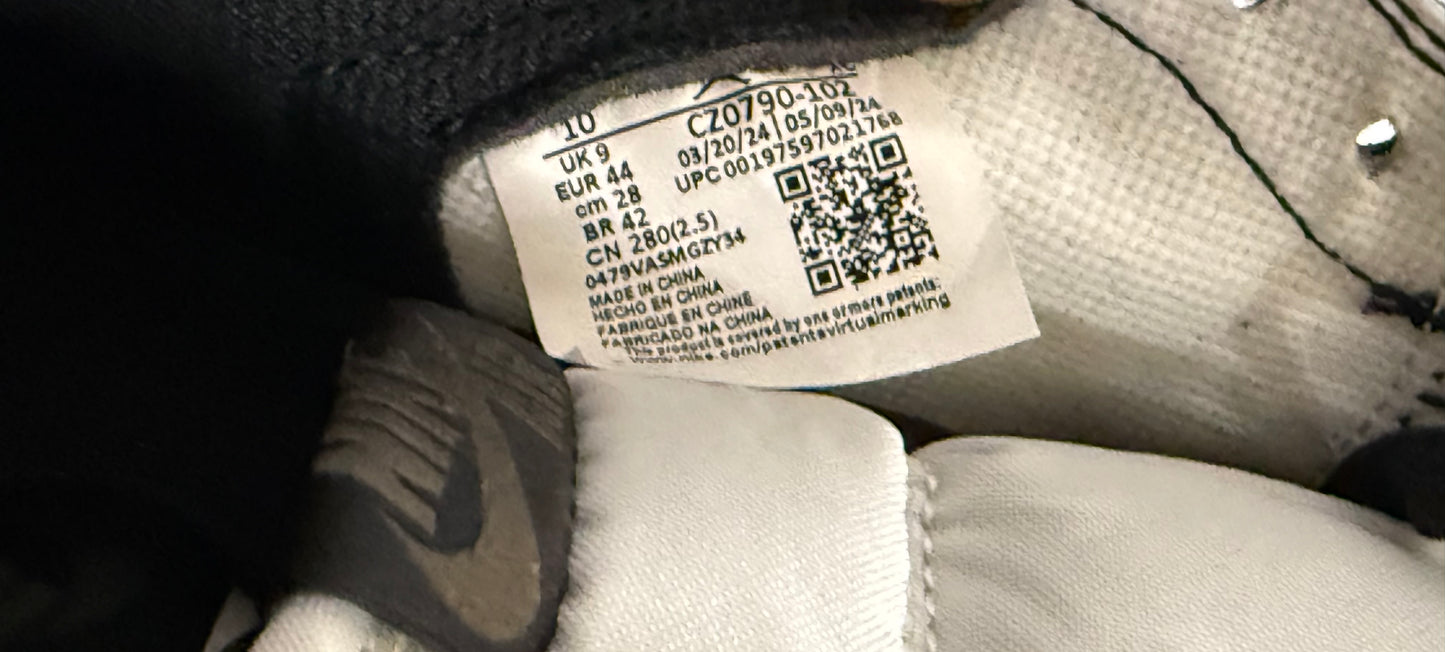 10
CZ0790-102
UK 9
03/20/24 | 05/09/24
EUR 44
UPC 00197597021768
cm 28
BR 42
CN 280(2.5)
0479VASMGZY34
MADE IN CHINA
HECHO EN CHINA
FABRIQUE EN CHINE
FABRICADO NA CHINA
This product is covered by one or more patents:
www.nike.com/patentsvirtualmarking